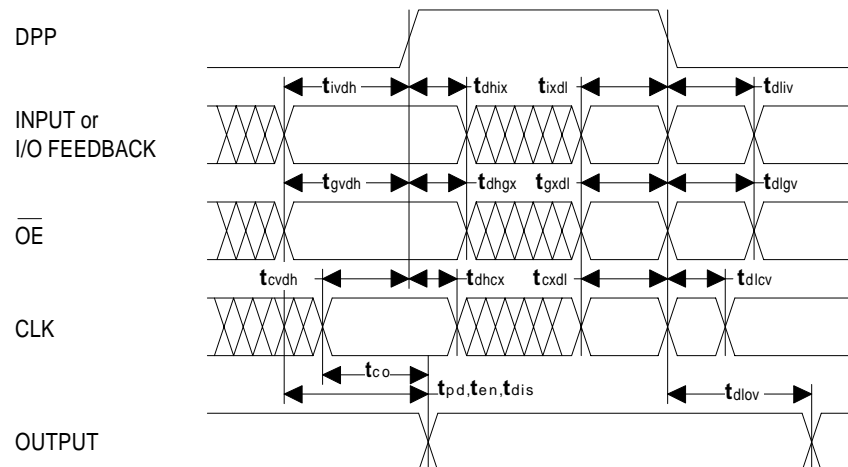 DPP
tivdh tdhix tixdl tdliv
INPUT or
I/O FEEDBACK
tgvdh tdhgx tgxdl tdlgv
OE
tcvdh tdhcx tcxdl tdlcv
CLK
tco
tpd,ten,tdis
tdlov
OUTPUT